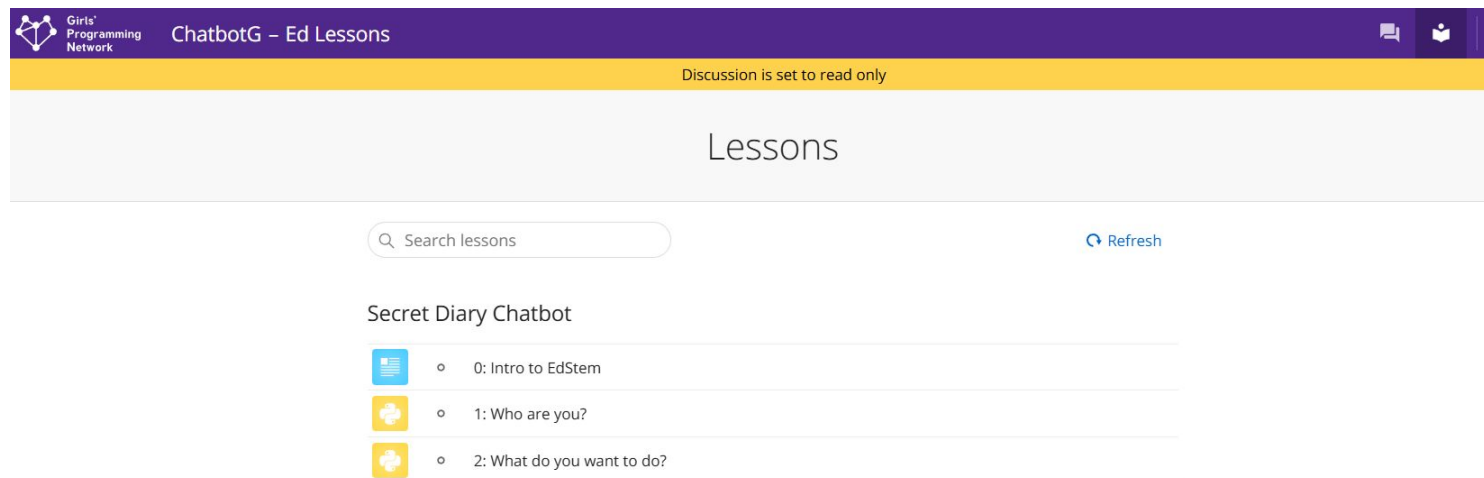 Girls'
Programming
Network
ChatbotG – Ed Lessons
Discussion is set to read only
Lessons
Search lessons
Refresh
Secret Diary Chatbot
0: Intro to EdStem
1: Who are you?
2: What do you want to do?